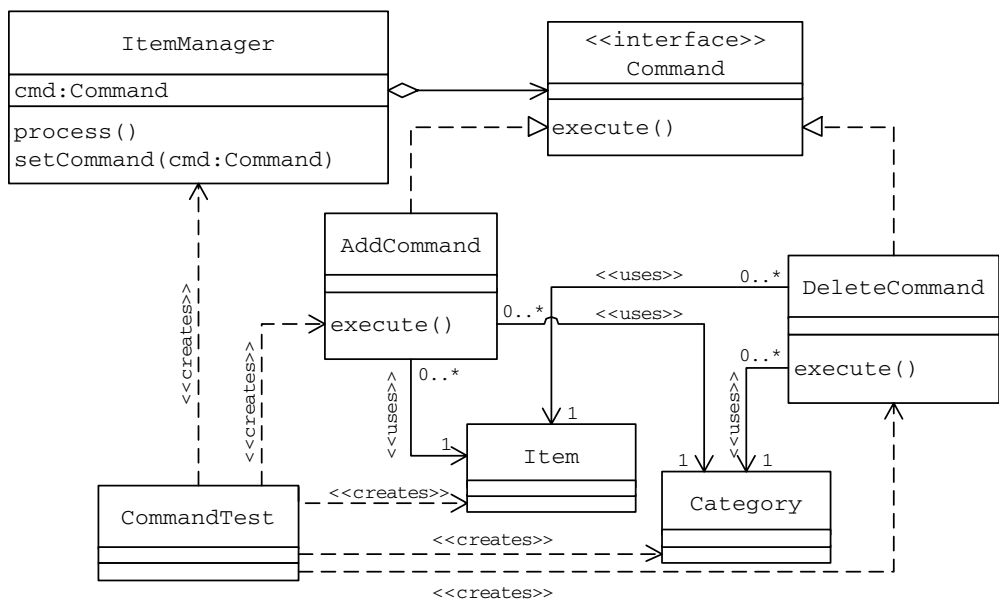 ItemManager
cmd:Command
process()
setCommand(cmd:Command)
<<interface>>
Command
execute()
AddCommand
execute()
0..*
0..*
<<uses>>
<<uses>>
0..*
DeleteCommand
execute()
0..*
<<creates>>
<<creates>>
<<uses>>
<<uses>>
1
1
Item
1
1
Category
CommandTest
<<creates>>
<<creates>>
<<creates>>